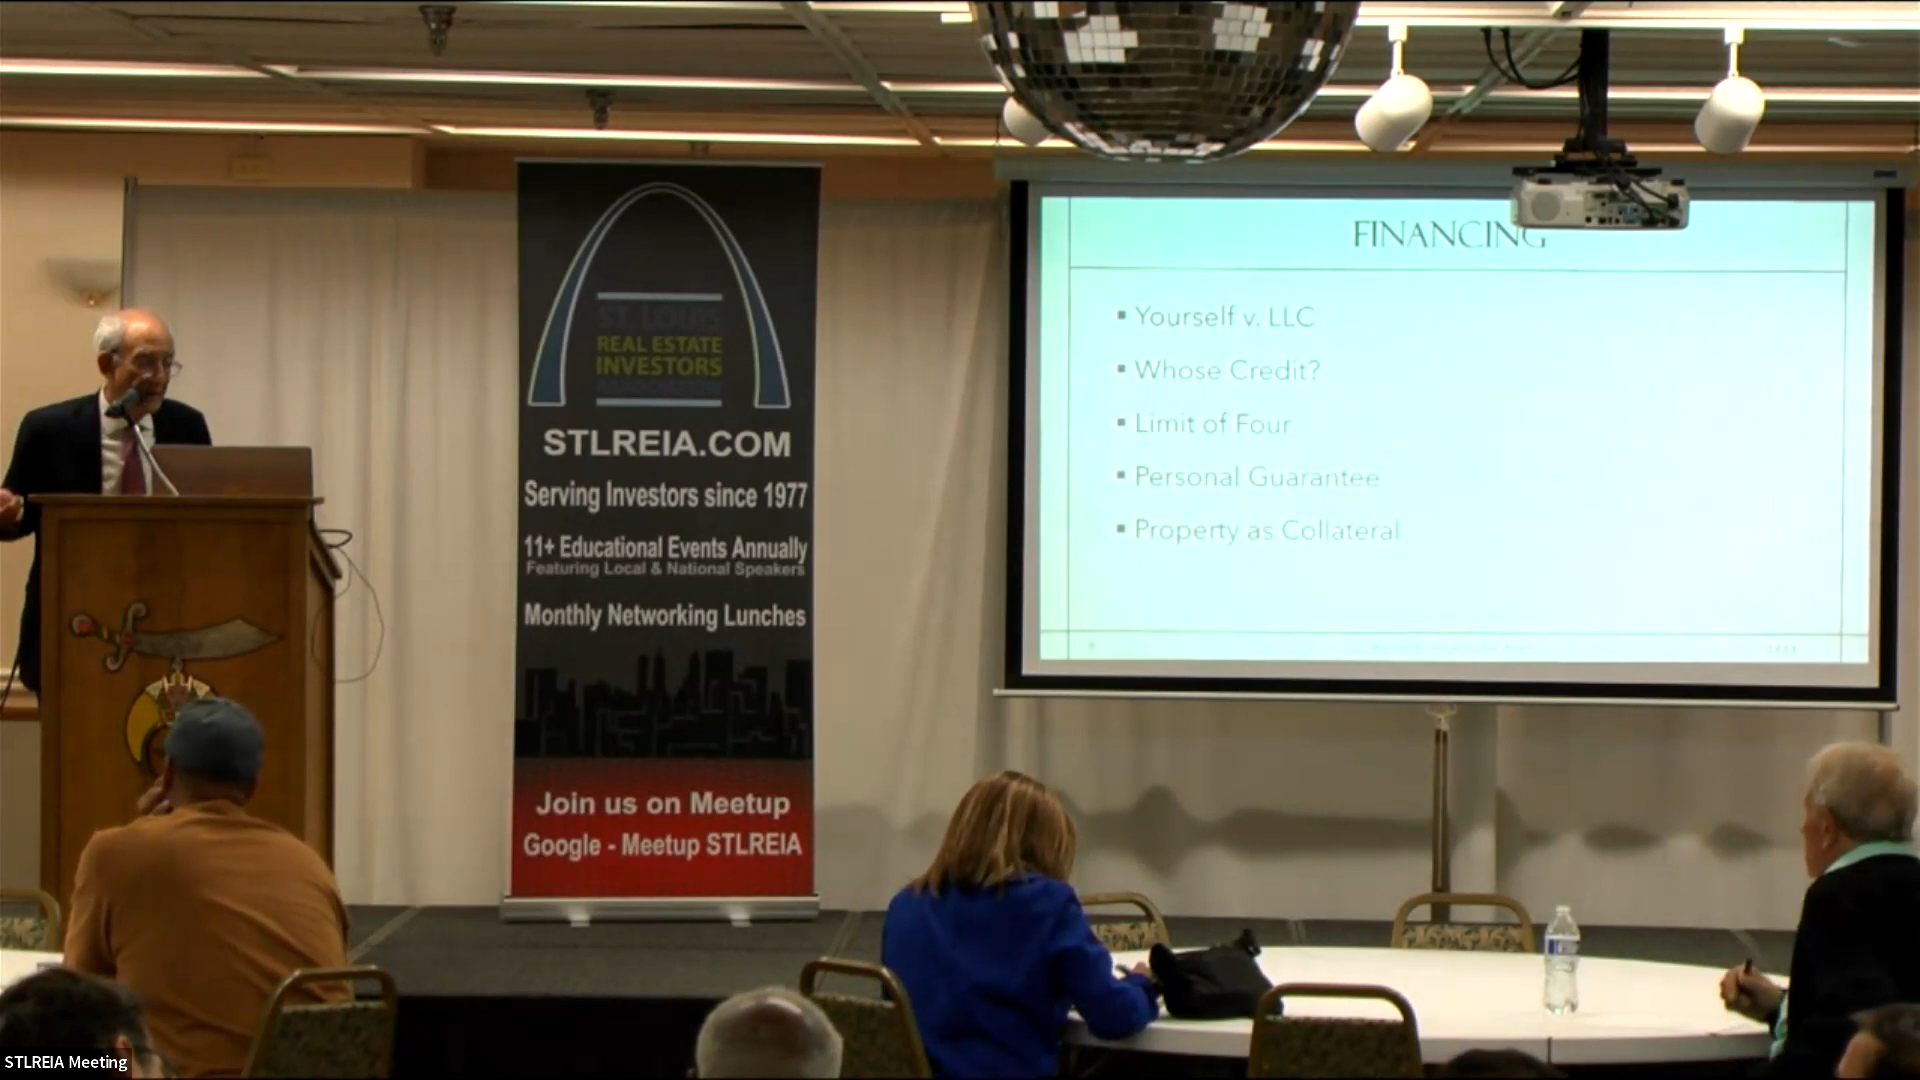 ST. LOUIS
REAL ESTATE
INVESTORS
STLREIA.COM
Serving Investors since 1977
11+ Educational Events Annually
Featuring Local & National Speakers
Monthly Networking Lunches
Join us on Meetup
Google - Meetup STLREIA
FINANCING
▪ Yourself v. LLC
▪ Whose Credit?
▪ Limit of Four
▪ Personal Guarantee
▪ Property as Collateral
STLREIA Meeting